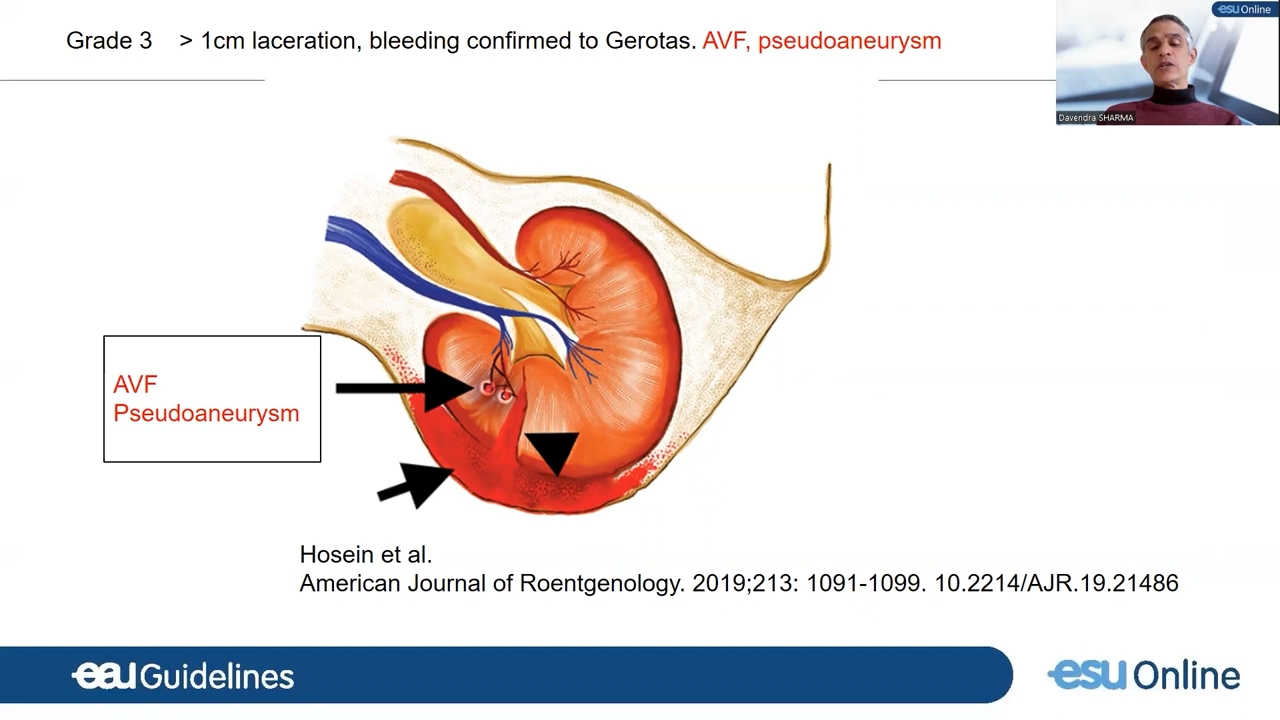 Grade 3 > 1cm laceration, bleeding confirmed to Gerotas. AVF, pseudoaneurysm
esu Online
Davendra SHARMA
AVF
Pseudoaneurysm
Hosein et al.
American Journal of Roentgenology. 2019;213: 1091-1099. 10.2214/AJR.19.21486
eau Guidelines
esu Online